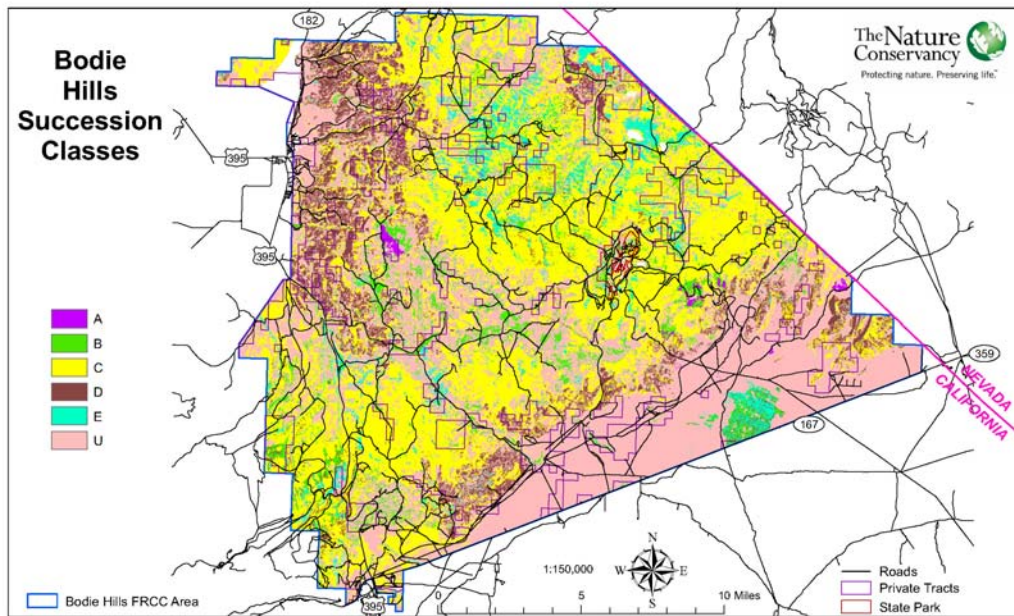 Bodie
Hills
Succession
Classes
182
The Nature
Conservancy
Protecting nature. Preserving life.™
395
395
A
B
C
D
E
U
359
NEVADA
CALIFORNIA
167
N
W E
S
1:150,000
0 5 10 Miles
Roads
Private Tracts
State Park
Bodie Hills FRCC Area
395